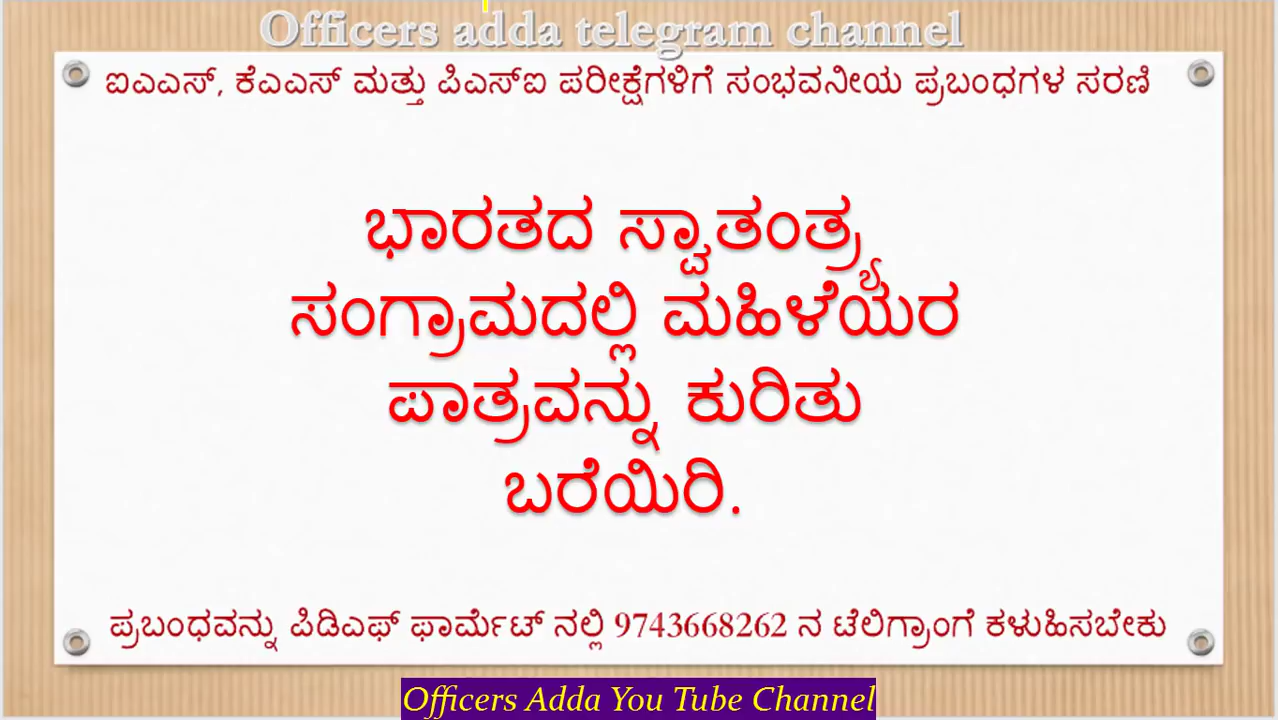 Officers adda telegram channel
ಐಎಎಸ್, ಕೆಎಎಸ್ ಮತ್ತು ಪಿಎಸ್ಐ ಪರೀಕ್ಷೆಗಳಿಗೆ ಸಂಭವನೀಯ ಪ್ರಬಂಧಗಳ ಸರಣಿ
ಭಾರತದ ಸ್ವಾತಂತ್ರ್ಯ
ಸಂಗ್ರಾಮದಲ್ಲಿ ಮಹಿಳೆಯರ
ಪಾತ್ರವನ್ನು ಕುರಿತು
ಬರೆಯಿರಿ.
ಪ್ರಬಂಧವನ್ನು ಪಿಡಿಎಫ್ ಫಾರ್ಮೆಟ್ ನಲ್ಲಿ 9743668262 ನ ಟೆಲಿಗ್ರಾಂಗೆ ಕಳುಹಿಸಬೇಕು
Officers Adda You Tube Channel